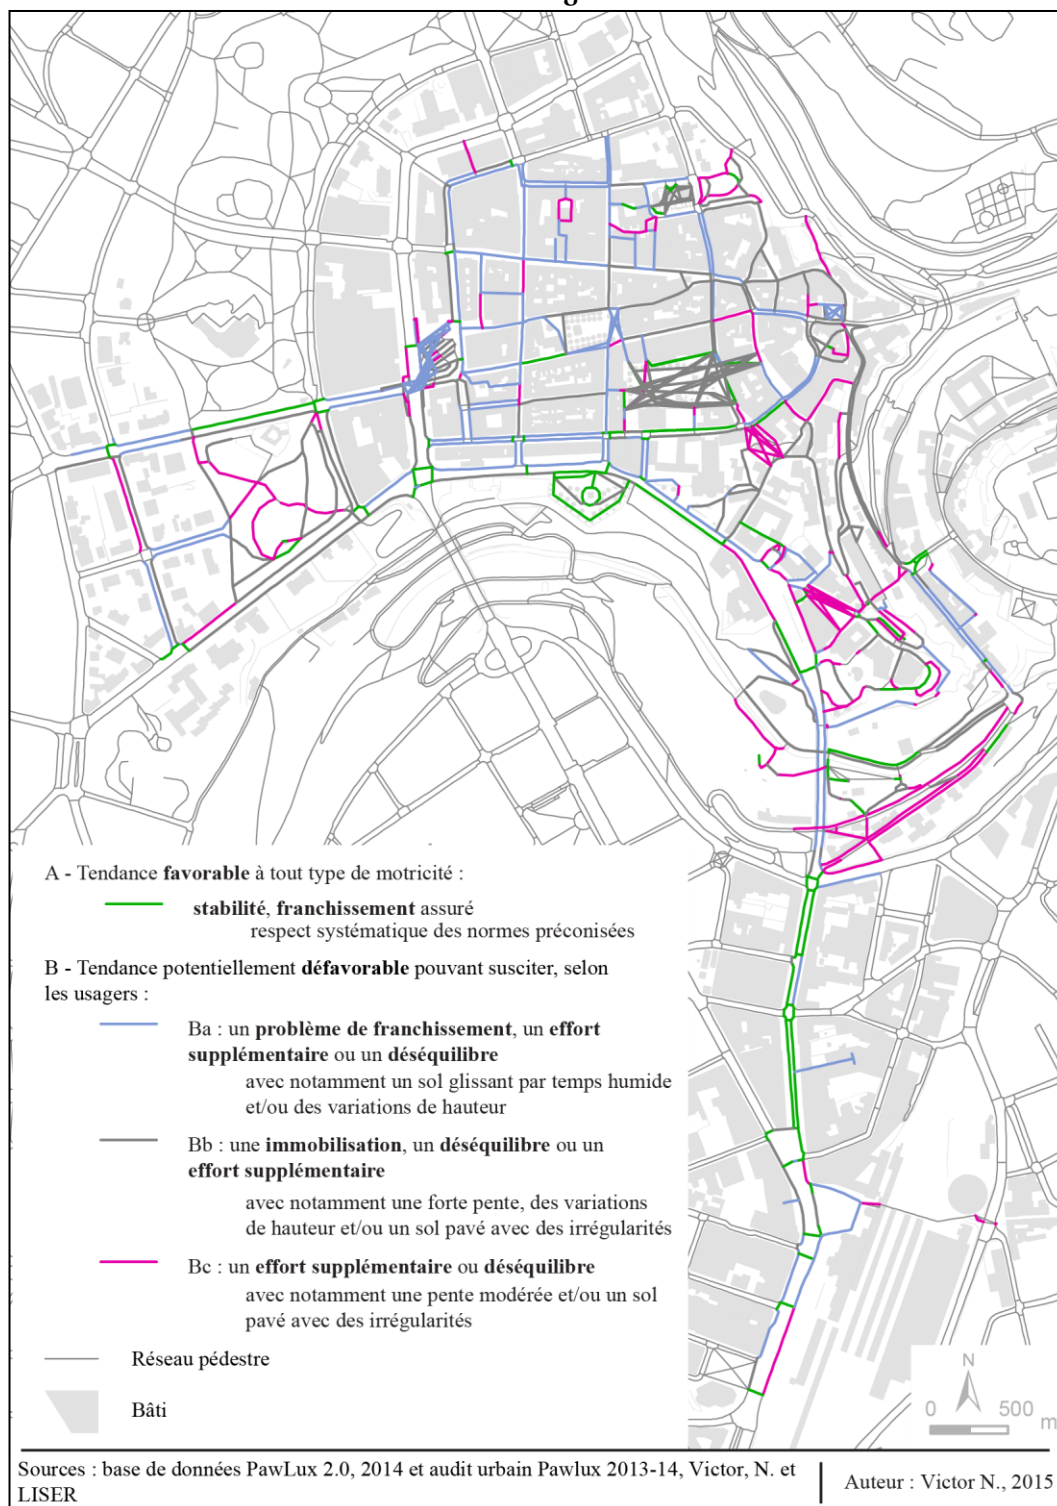 A - Tendance favorable à tout type de motricité :
stabilité, franchissement assuré
respect systématique des normes préconisées
B - Tendance potentiellement défavorable pouvant susciter, selon
les usagers :
Ba : un problème de franchissement, un effort
supplémentaire ou un déséquilibre
avec notamment un sol glissant par temps humide
et/ou des variations de hauteur
Bb : une immobilisation, un déséquilibre ou un
effort supplémentaire
avec notamment une forte pente, des variations
de hauteur et/ou un sol pavé avec des irrégularités
Bc : un effort supplémentaire ou déséquilibre
avec notamment une pente modérée et/ou un sol
pavé avec des irrégularités
Réseau pédestre
Bâti
N
0 500
m
Sources : base de données PawLux 2.0, 2014 et audit urbain Pawlux 2013-14, Victor, N. et
LISER
Auteur : Victor N., 2015